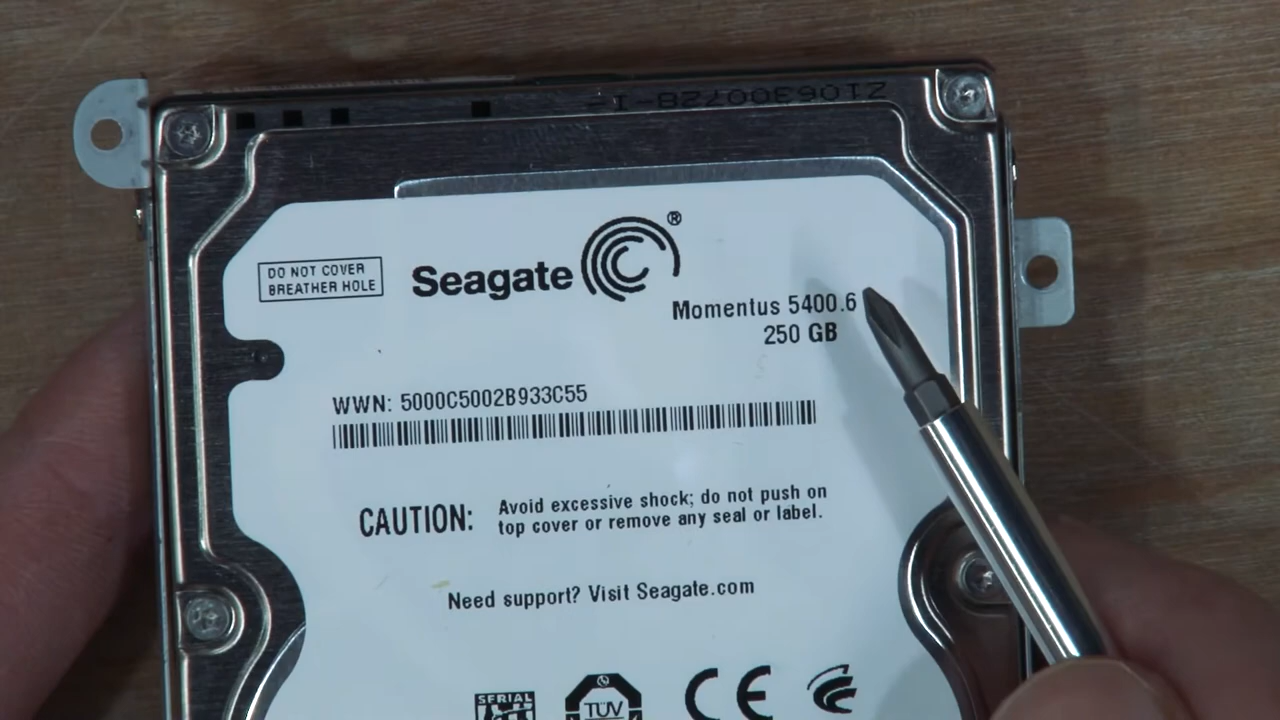 Z106300728-I-
DO NOT COVER
BREATHER HOLE
Seagate®
Momentus 5400.6
250 GB
WWN: 5000C5002B933C55
CAUTION: Avoid excessive shock; do not push on
top cover or remove any seal or label.
Need support? Visit Seagate.com
SERIAL
TUV
CE